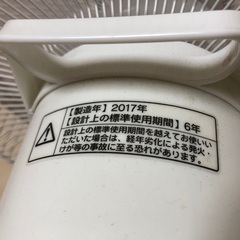 【製造年】2017年
【設計上の標準使用期間】6年
設計上の標準使用期間を越えてお使いい
ただいた場合は、経年劣化による発火・
けが等の事故に至る恐れがあります。